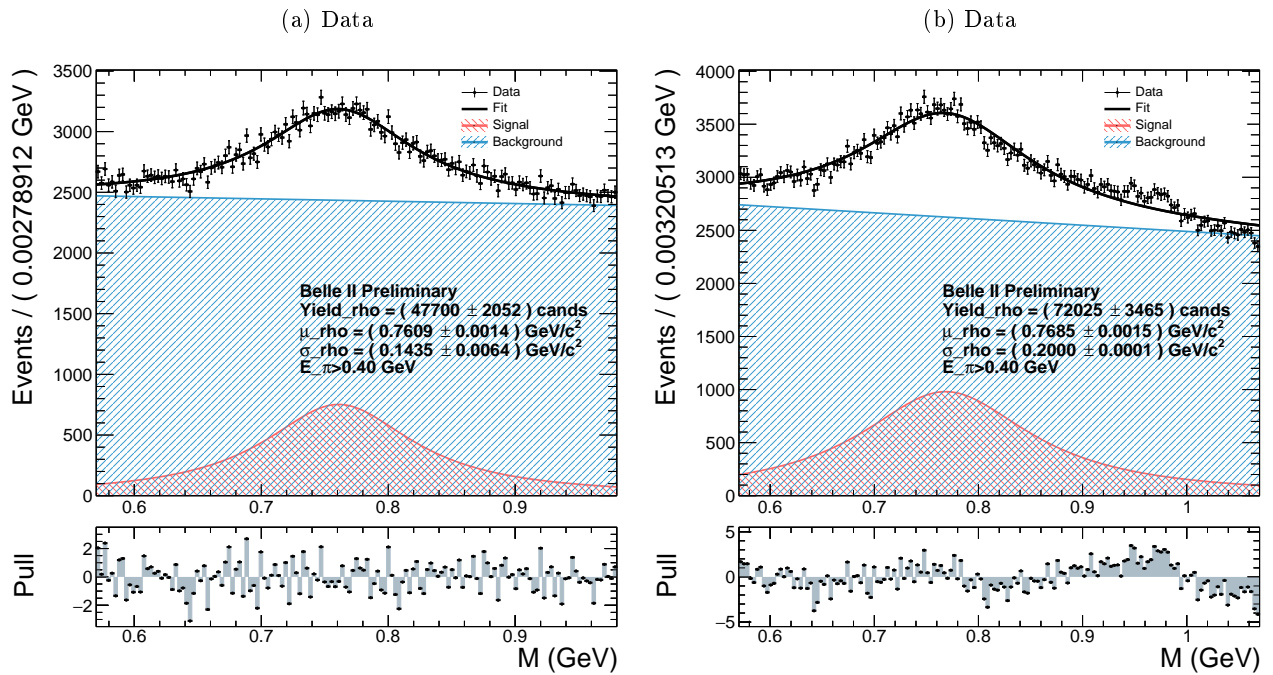 (a) Data
(b) Data
Events / ( 0.00278912 GeV )
3500
3000
2500
2000
1500
1000
500
0
Data
Fit
Signal
Background
Belle II Preliminary
Yield_rho = ( 47700 ± 2052 ) cands
μ_rho = ( 0.7609 ± 0.0014 ) GeV/c²
σ_rho = ( 0.1435 ± 0.0064 ) GeV/c²
E_π>0.40 GeV
0.6 0.7 0.8 0.9
Pull
2
0
−2
0.6 0.7 0.8 0.9
M (GeV)
Events / ( 0.00320513 GeV )
4000
3500
3000
2500
2000
1500
1000
500
0
Data
Fit
Signal
Background
Belle II Preliminary
Yield_rho = ( 72025 ± 3465 ) cands
μ_rho = ( 0.7685 ± 0.0015 ) GeV/c²
σ_rho = ( 0.2000 ± 0.0001 ) GeV/c²
E_π>0.40 GeV
0.6 0.7 0.8 0.9 1
Pull
5
0
−5
0.6 0.7 0.8 0.9 1
M (GeV)